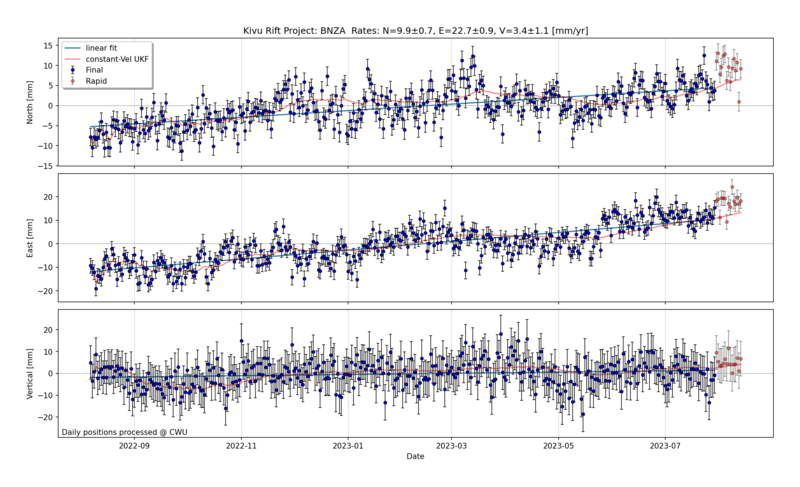 Kivu Rift Project: BNZA Rates: N=9.9±0.7, E=22.7±0.9, V=3.4±1.1 [mm/yr]
linear fit
constant-Vel UKF
Final
Rapid
North [mm]
15
10
5
0
−5
−10
−15
East [mm]
20
10
0
−10
−20
Vertical [mm]
20
10
0
−10
−20
Daily positions processed @ CWU
2022-09 2022-11 2023-01 2023-03 2023-05 2023-07
Date